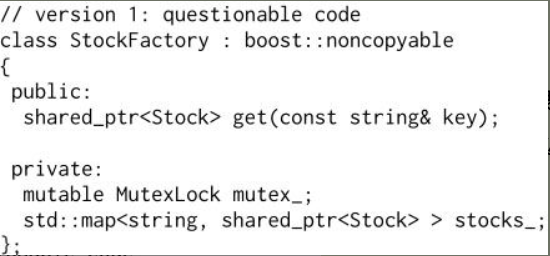 // version 1: questionable code
class StockFactory : boost::noncopyable
{
 public:
  shared_ptr<Stock> get(const string& key);

 private:
  mutable MutexLock mutex_;
  std::map<string, shared_ptr<Stock> > stocks_;
};